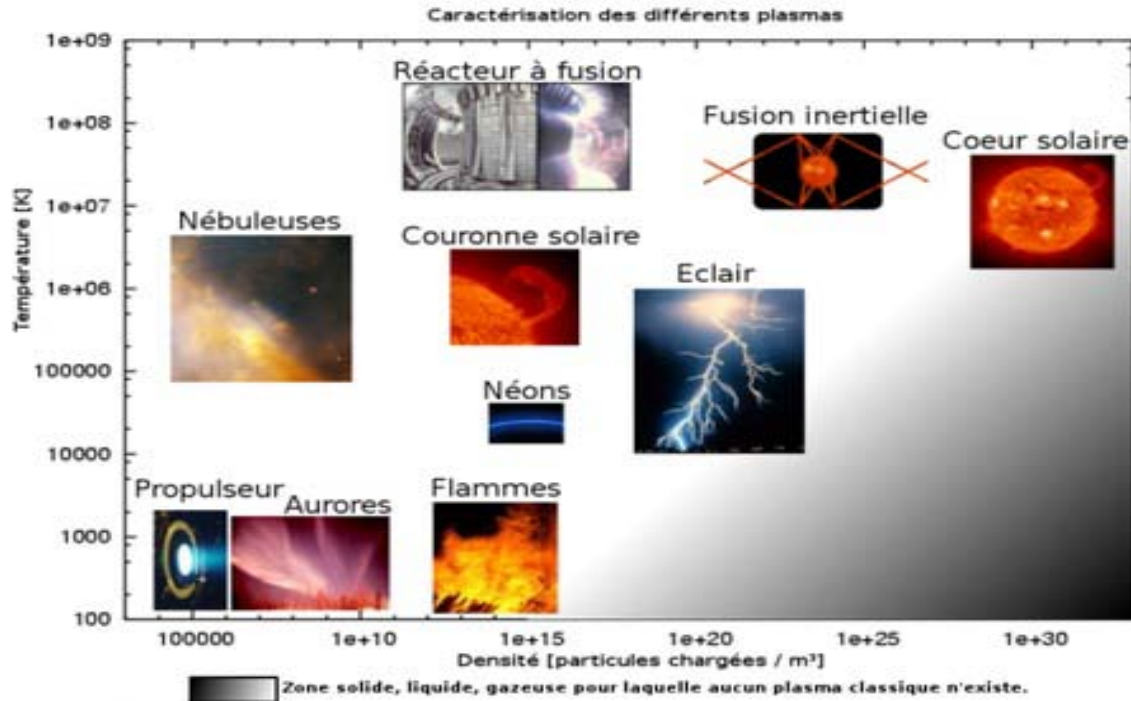 Caractérisation des différents plasmas
1e+09
Réacteur à fusion
1e+08
Fusion inertielle
Coeur solaire
1e+07
Nébuleuses
Couronne solaire
Température [K]
1e+06
Eclair
100000
Néons
10000
Propulseur
Aurores
Flammes
1000
100
100000 1e+10 1e+15 1e+20 1e+25 1e+30
Densité [particules chargées / m³]
Zone solide, liquide, gazeuse pour laquelle aucun plasma classique n'existe.